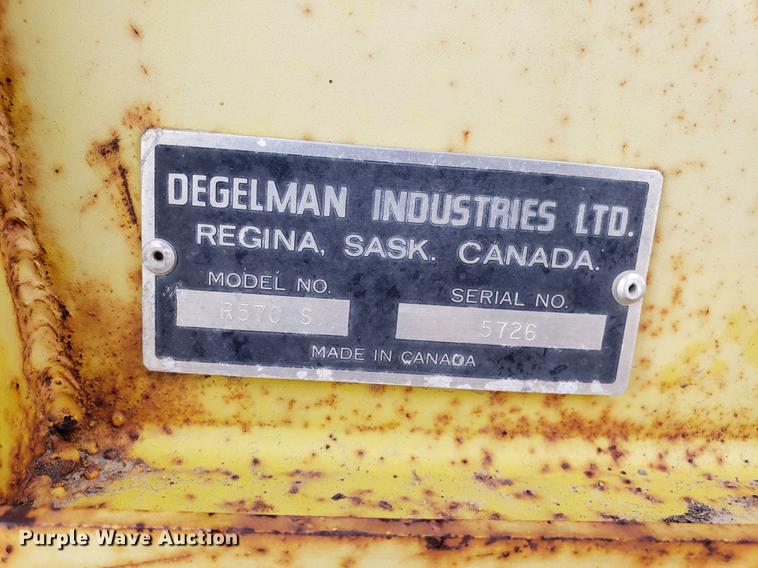 DEGELMAN INDUSTRIES LTD.
REGINA, SASK. CANADA.
MODEL NO. SERIAL NO.
R570 S 5726
MADE IN CANADA
Purple Wave Auction